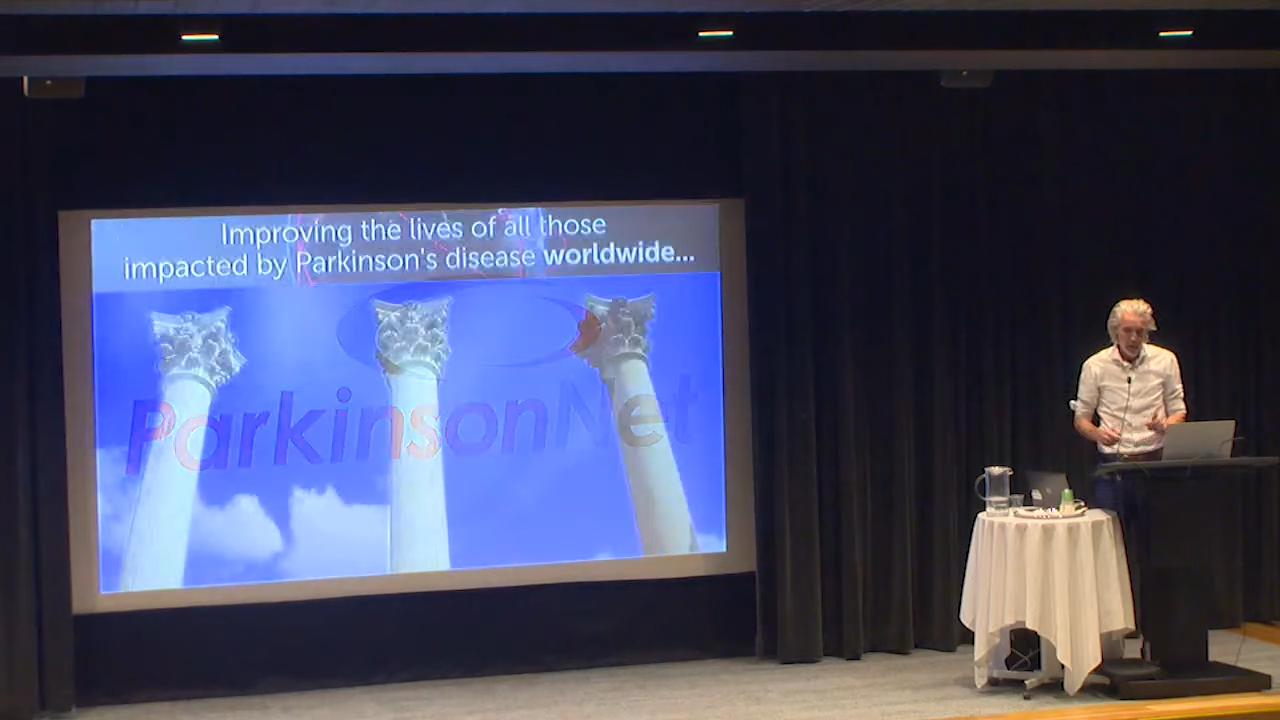 Improving the lives of all those
impacted by Parkinson's disease worldwide...
ParkinsonNet